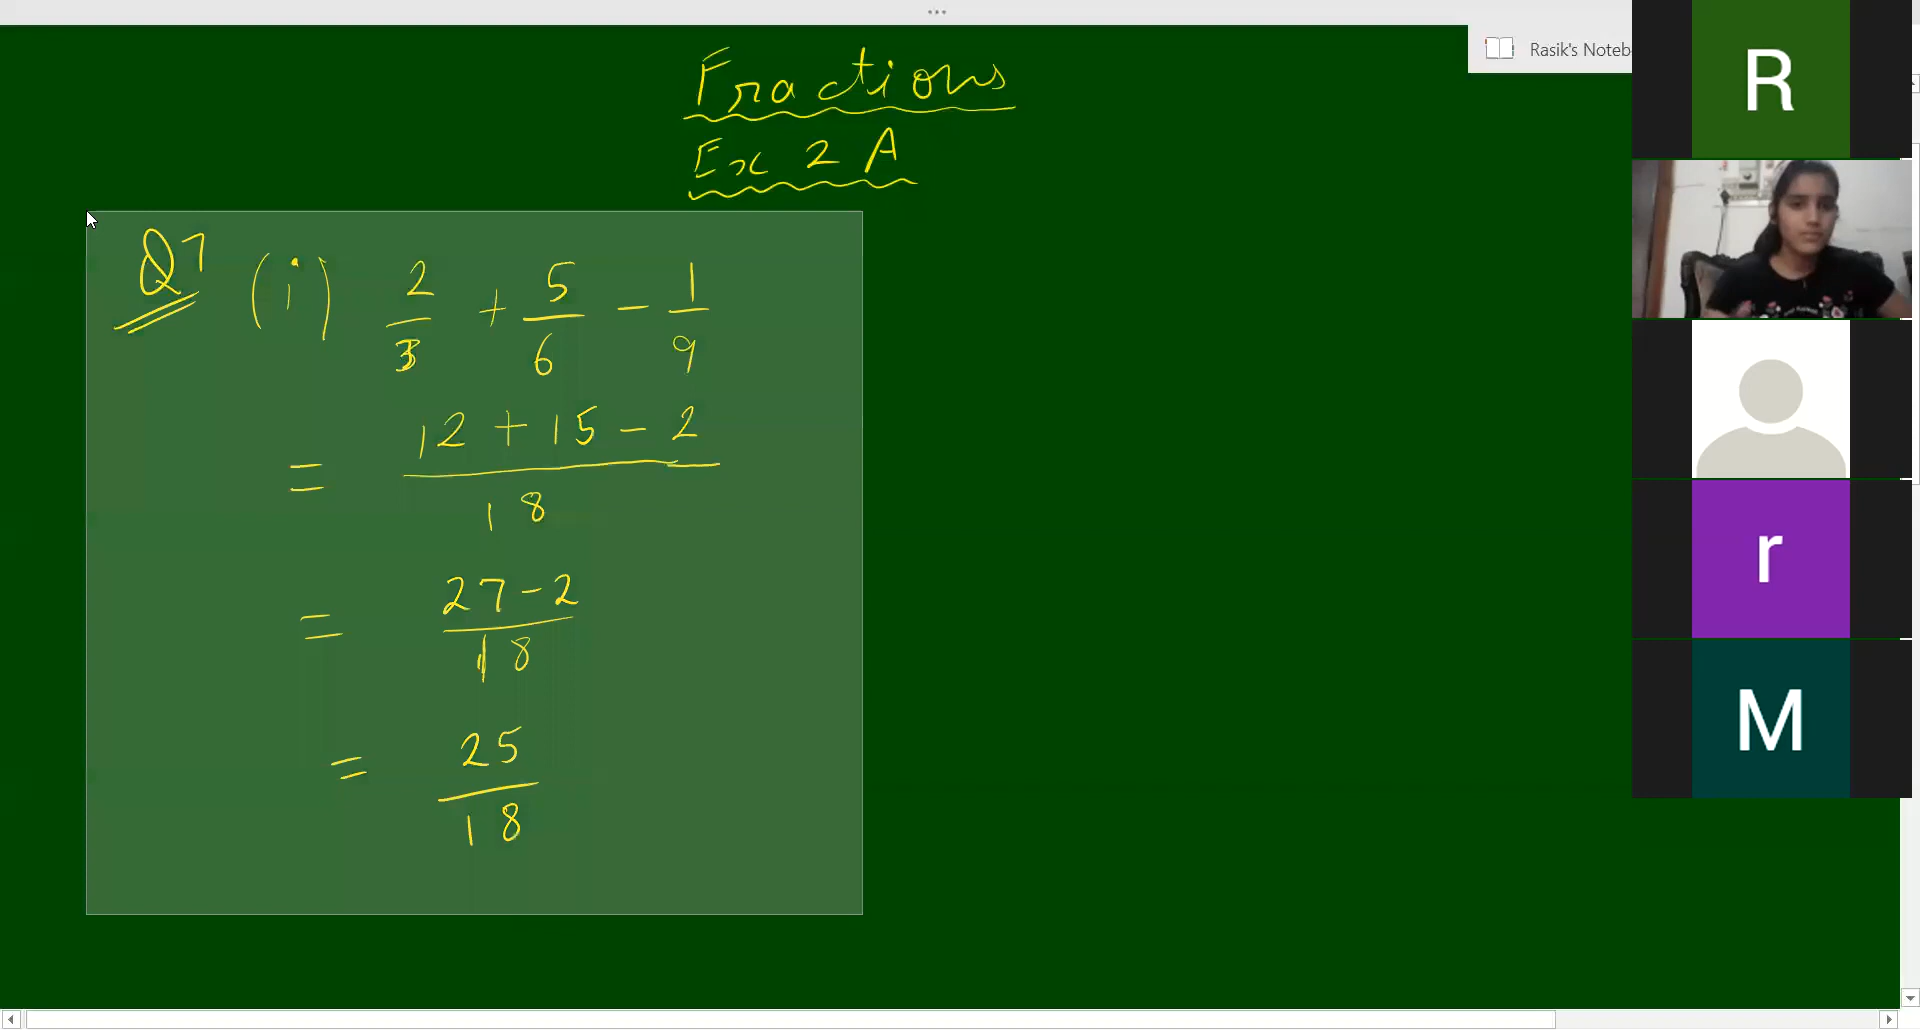 Fractions
Ex 2 A
Rasik's Noteb
Q7 (i) 2/3 + 5/6 - 1/9
= 12 + 15 - 2 / 18
= 27 - 2 / 18
= 25 / 18
R
r
M